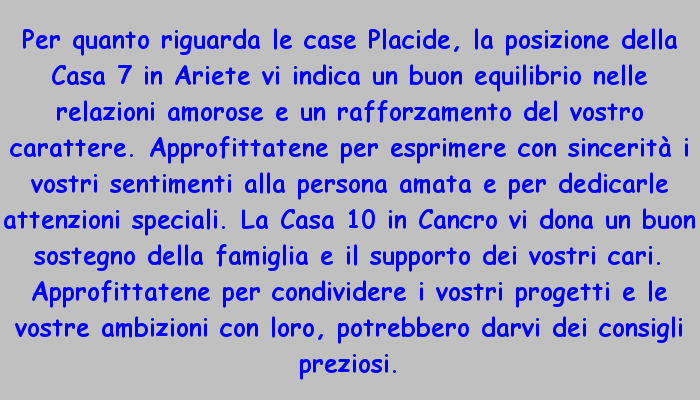 Per quanto riguarda le case Placide, la posizione della
Casa 7 in Ariete vi indica un buon equilibrio nelle
relazioni amorose e un rafforzamento del vostro
carattere. Approfittatene per esprimere con sincerità i
vostri sentimenti alla persona amata e per dedicarle
attenzioni speciali. La Casa 10 in Cancro vi dona un buon
sostegno della famiglia e il supporto dei vostri cari.
Approfittatene per condividere i vostri progetti e le
vostre ambizioni con loro, potrebbero darvi dei consigli
preziosi.